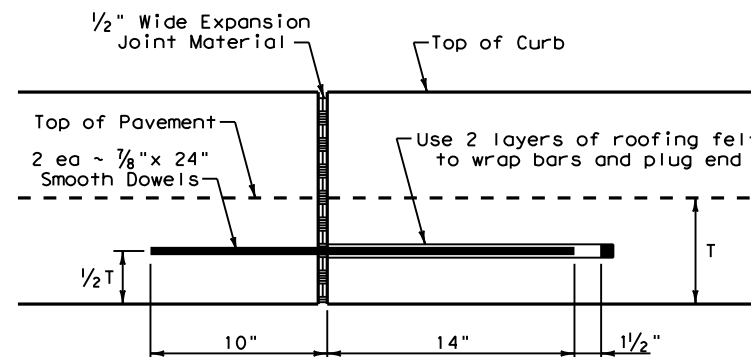 ½" Wide Expansion
Joint Material
Top of Curb
Top of Pavement
2 ea ~ ⅞"x 24"
Smooth Dowels
Use 2 layers of roofing fel
to wrap bars and plug end
½T
T
10"
14"
1½"